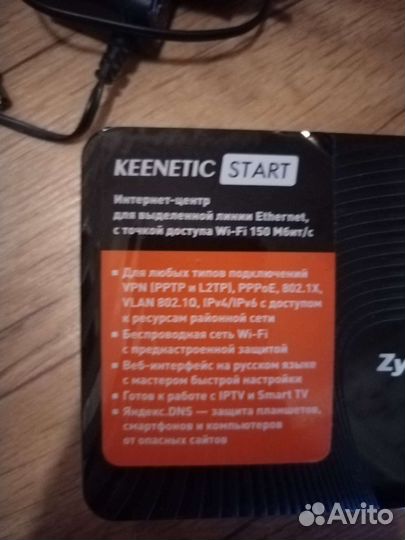 KEENETIC START
Интернет-центр
для выделенной линии Ethernet,
с точкой доступа Wi-Fi 150 Мбит/с
Для любых типов подключений
VPN (PPTP и L2TP), PPPoE, 802.1X,
VLAN 802.1Q, IPv4/IPv6 с доступом
к ресурсам районной сети
Беспроводная сеть Wi-Fi
с преднастроенной защитой
Веб-интерфейс на русском языке
с мастером быстрой настройки
Готов к работе с IPTV и Smart TV
Яндекс.DNS — защита планшетов,
смартфонов и компьютеров
от опасных сайтов
Zy
Avito